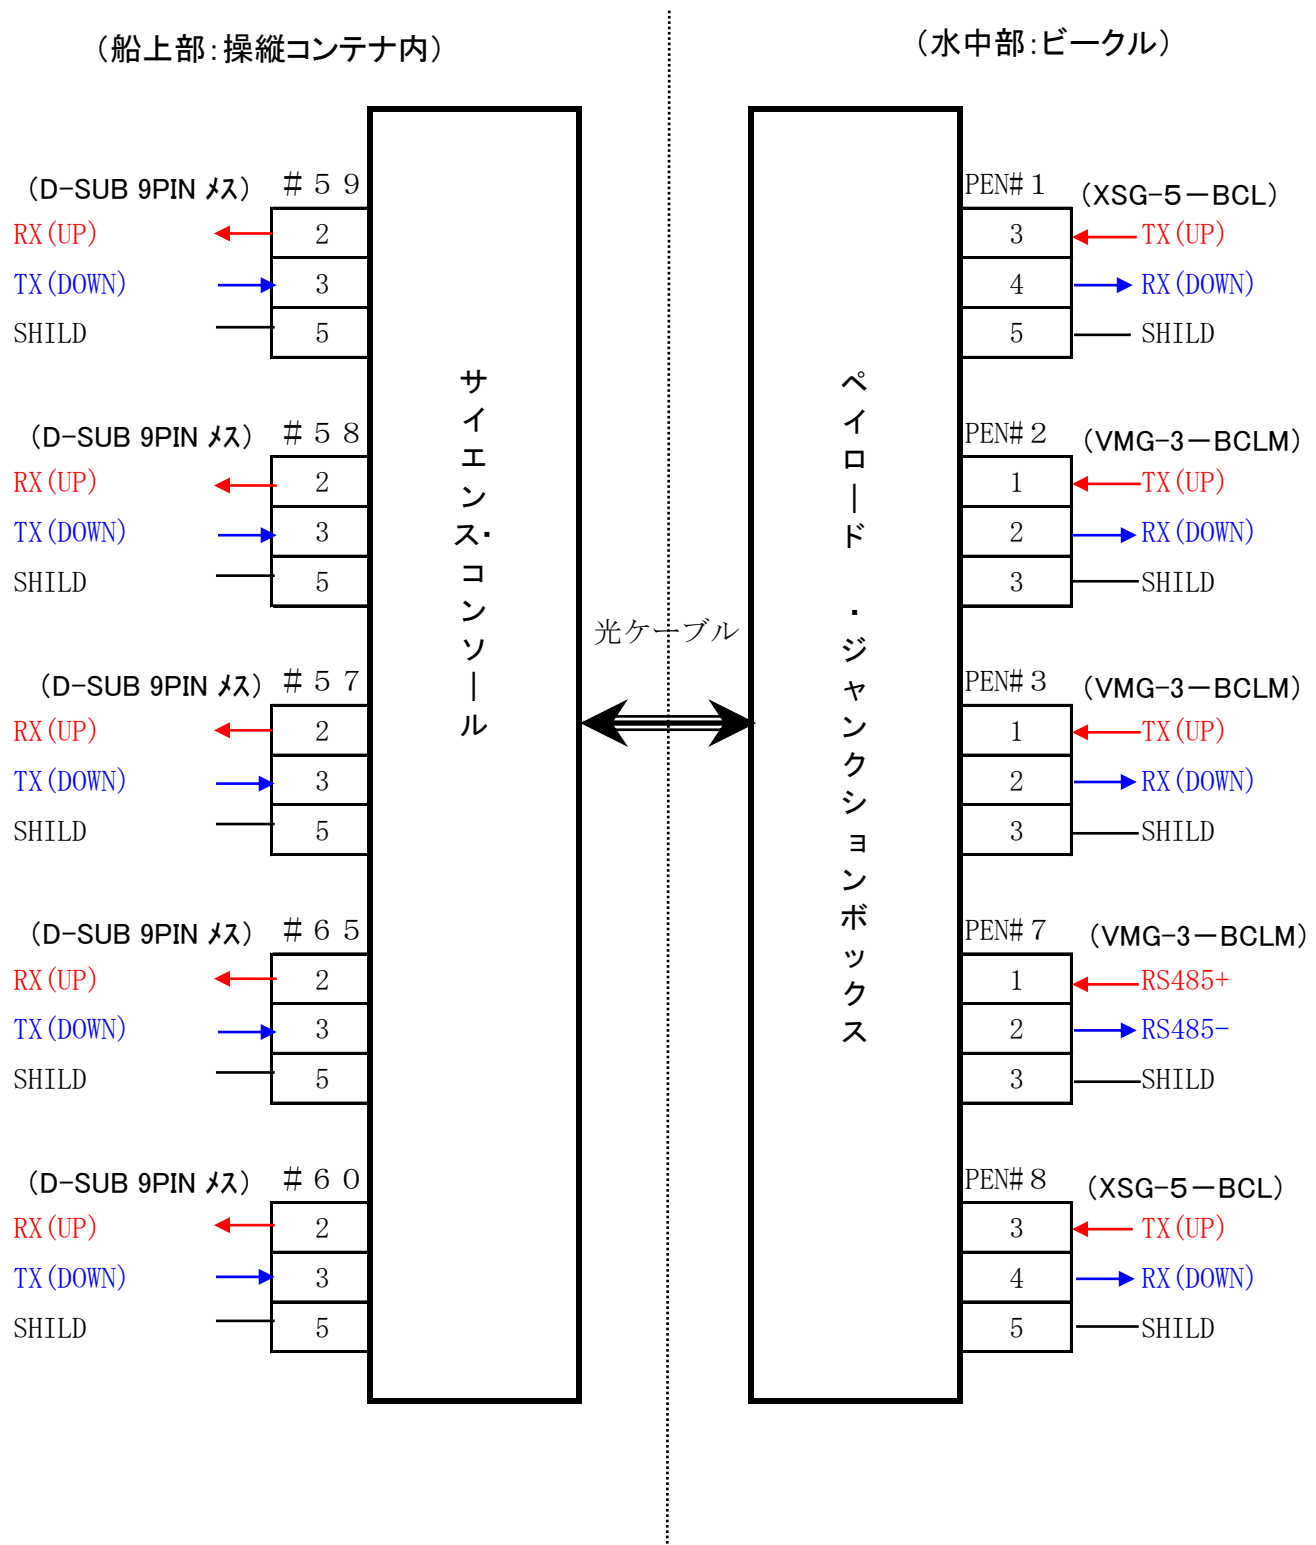 （船上部：操縦コンテナ内）
（水中部：ビークル）
（D-SUB 9PIN メス）
＃５９
RX(UP)
2
TX(DOWN)
3
SHILD
5
（D-SUB 9PIN メス）
＃５８
RX(UP)
2
TX(DOWN)
3
SHILD
5
（D-SUB 9PIN メス）
＃５７
RX(UP)
2
TX(DOWN)
3
SHILD
5
（D-SUB 9PIN メス）
＃６５
RX(UP)
2
TX(DOWN)
3
SHILD
5
（D-SUB 9PIN メス）
＃６０
RX(UP)
2
TX(DOWN)
3
SHILD
5
サイエンス・コンソール
光ケーブル
ペイロード・ジャンクションボックス
PEN#１
（XSG-５－BCL）
3
TX(UP)
4
RX(DOWN)
5
SHILD
PEN#２
（VMG-3－BCLM）
1
TX(UP)
2
RX(DOWN)
3
SHILD
PEN#３
（VMG-3－BCLM）
1
TX(UP)
2
RX(DOWN)
3
SHILD
PEN#７
（VMG-3－BCLM）
1
RS485+
2
RS485-
3
SHILD
PEN#８
（XSG-５－BCL）
3
TX(UP)
4
RX(DOWN)
5
SHILD